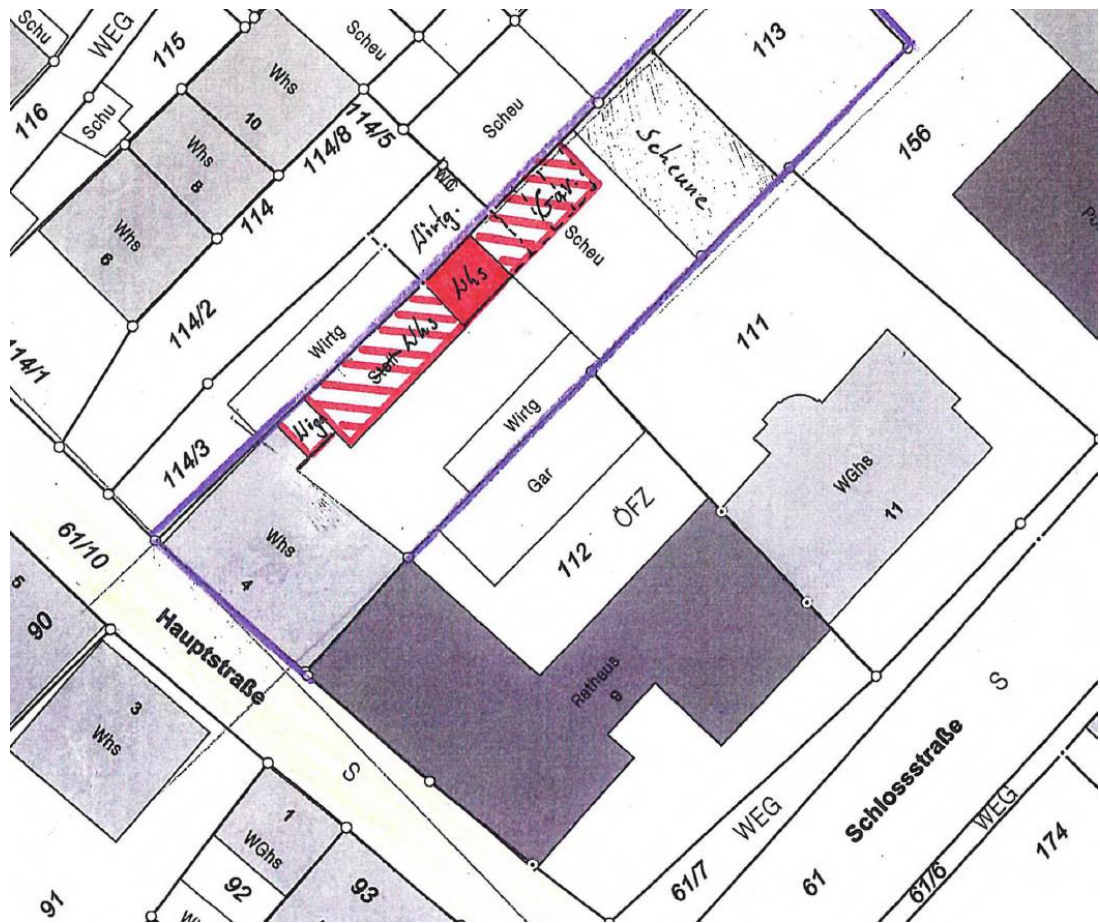 Schu
WEG
115
Scheu
113
116
Schu
Whs
10
114/5
Scheu
Scheune
156
Whs
8
114/8
WC
Wirtg.
Gar.
Whs
6
114
Scheu
Whs
114/2
Wirtg
Stall
Whs
111
114/1
Wirtg
114/3
Gar
WGhs
11
ÖFZ
112
61/10
Whs
4
5
90
Hauptstraße
Rathaus
9
3
Whs
S
S
Schlossstraße
1
WGhs
WEG
WEG
174
92
93
61/7
61
61/6
91